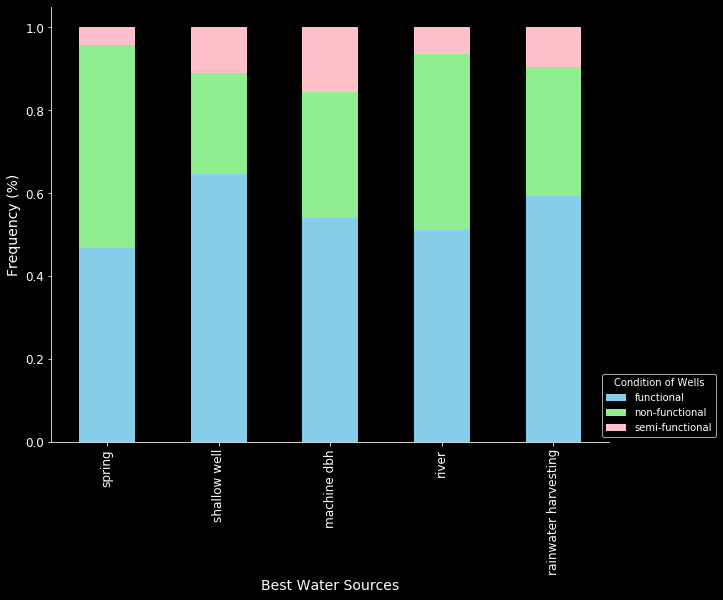 Frequency (%)
1.0
0.8
0.6
0.4
0.2
0.0
spring
shallow well
machine dbh
river
rainwater harvesting
Best Water Sources
Condition of Wells
functional
non-functional
semi-functional